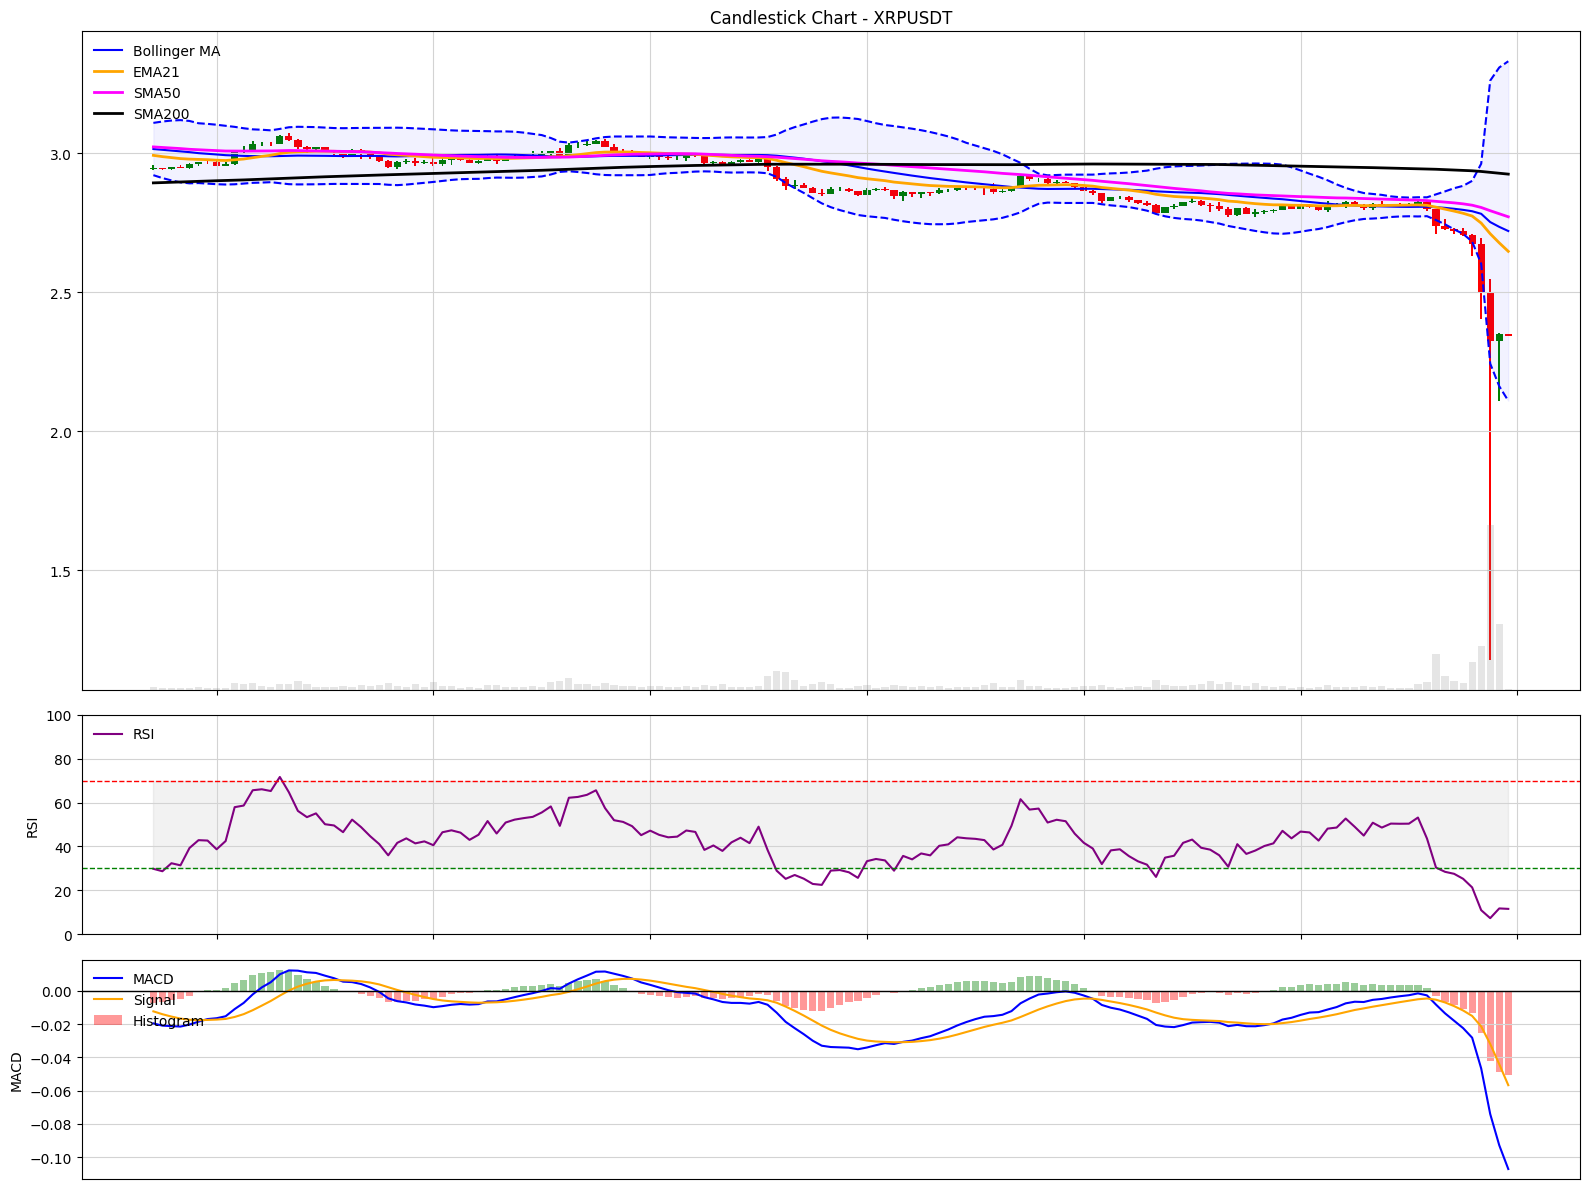 Candlestick Chart - XRPUSDT
Bollinger MA
EMA21
SMA50
SMA200
3.0
2.5
2.0
1.5
RSI
100
80
60
40
20
0
RSI
MACD
Signal
Histogram
0.00
−0.02
−0.04
−0.06
−0.08
−0.10
MACD